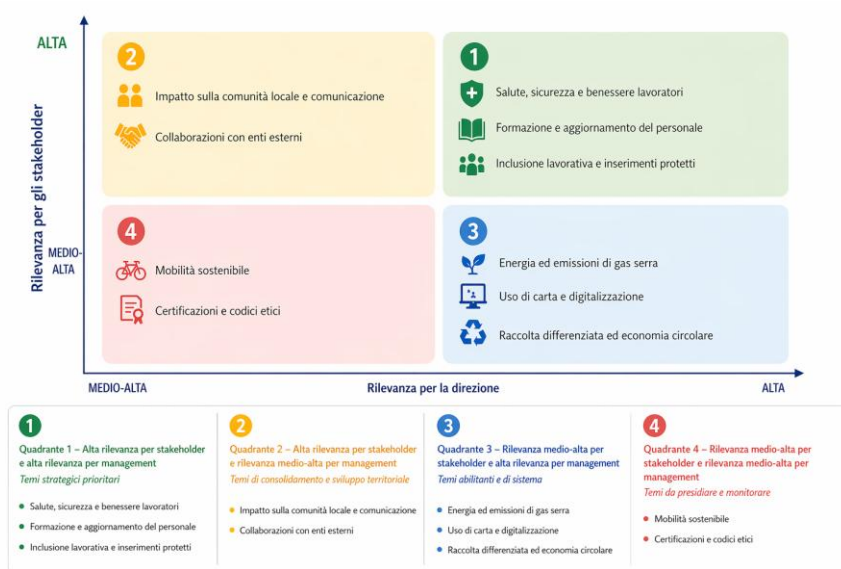 ALTA
Rilevanza per gli stakeholder
MEDIO-
ALTA
2
Impatto sulla comunità locale e comunicazione
Collaborazioni con enti esterni
1
Salute, sicurezza e benessere lavoratori
Formazione e aggiornamento del personale
Inclusione lavorativa e inserimenti protetti
4
Mobilità sostenibile
Certificazioni e codici etici
3
Energia ed emissioni di gas serra
Uso di carta e digitalizzazione
Raccolta differenziata ed economia circolare
MEDIO-ALTA
Rilevanza per la direzione
ALTA
1
Quadrante 1 – Alta rilevanza per stakeholder
e alta rilevanza per management
Temi strategici prioritari
• Salute, sicurezza e benessere lavoratori
• Formazione e aggiornamento del personale
• Inclusione lavorativa e inserimenti protetti
2
Quadrante 2 – Alta rilevanza per stakeholder
e rilevanza medio-alta per management
Temi di consolidamento e sviluppo territoriale
• Impatto sulla comunità locale e comunicazione
• Collaborazioni con enti esterni
3
Quadrante 3 – Rilevanza medio-alta per
stakeholder e alta rilevanza per management
Temi abilitanti e di sistema
• Energia ed emissioni di gas serra
• Uso di carta e digitalizzazione
• Raccolta differenziata ed economia circolare
4
Quadrante 4 – Rilevanza medio-alta per
stakeholder e rilevanza medio-alta per
management
Temi da presidiare e monitorare
• Mobilità sostenibile
• Certificazioni e codici etici